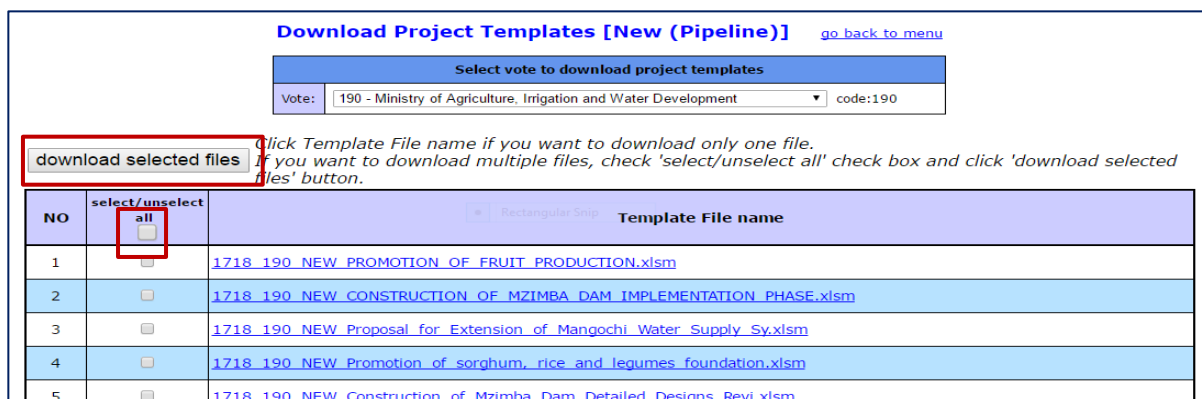 Download Project Templates [New (Pipeline)] go back to menu
Select vote to download project templates
Vote: 190 - Ministry of Agriculture, Irrigation and Water Development ▼ code:190
download selected files
Click Template File name if you want to download only one file.
If you want to download multiple files, check 'select/unselect all' check box and click 'download selected
files' button.
NO select/unselect all Template File name
Rectangular Snip
1 1718_190_NEW_PROMOTION_OF_FRUIT_PRODUCTION.xlsm
2 1718_190_NEW_CONSTRUCTION_OF_MZIMBA_DAM_IMPLEMENTATION_PHASE.xlsm
3 1718_190_NEW_Proposal_for_Extension_of_Mangochi_Water_Supply_Sy.xlsm
4 1718_190_NEW_Promotion_of_sorghum,_rice_and_legumes_foundation.xlsm
5 1718_190_NEW_Construction_of_Mzimba_Dam_Detailed_Designs_Revi.xlsm